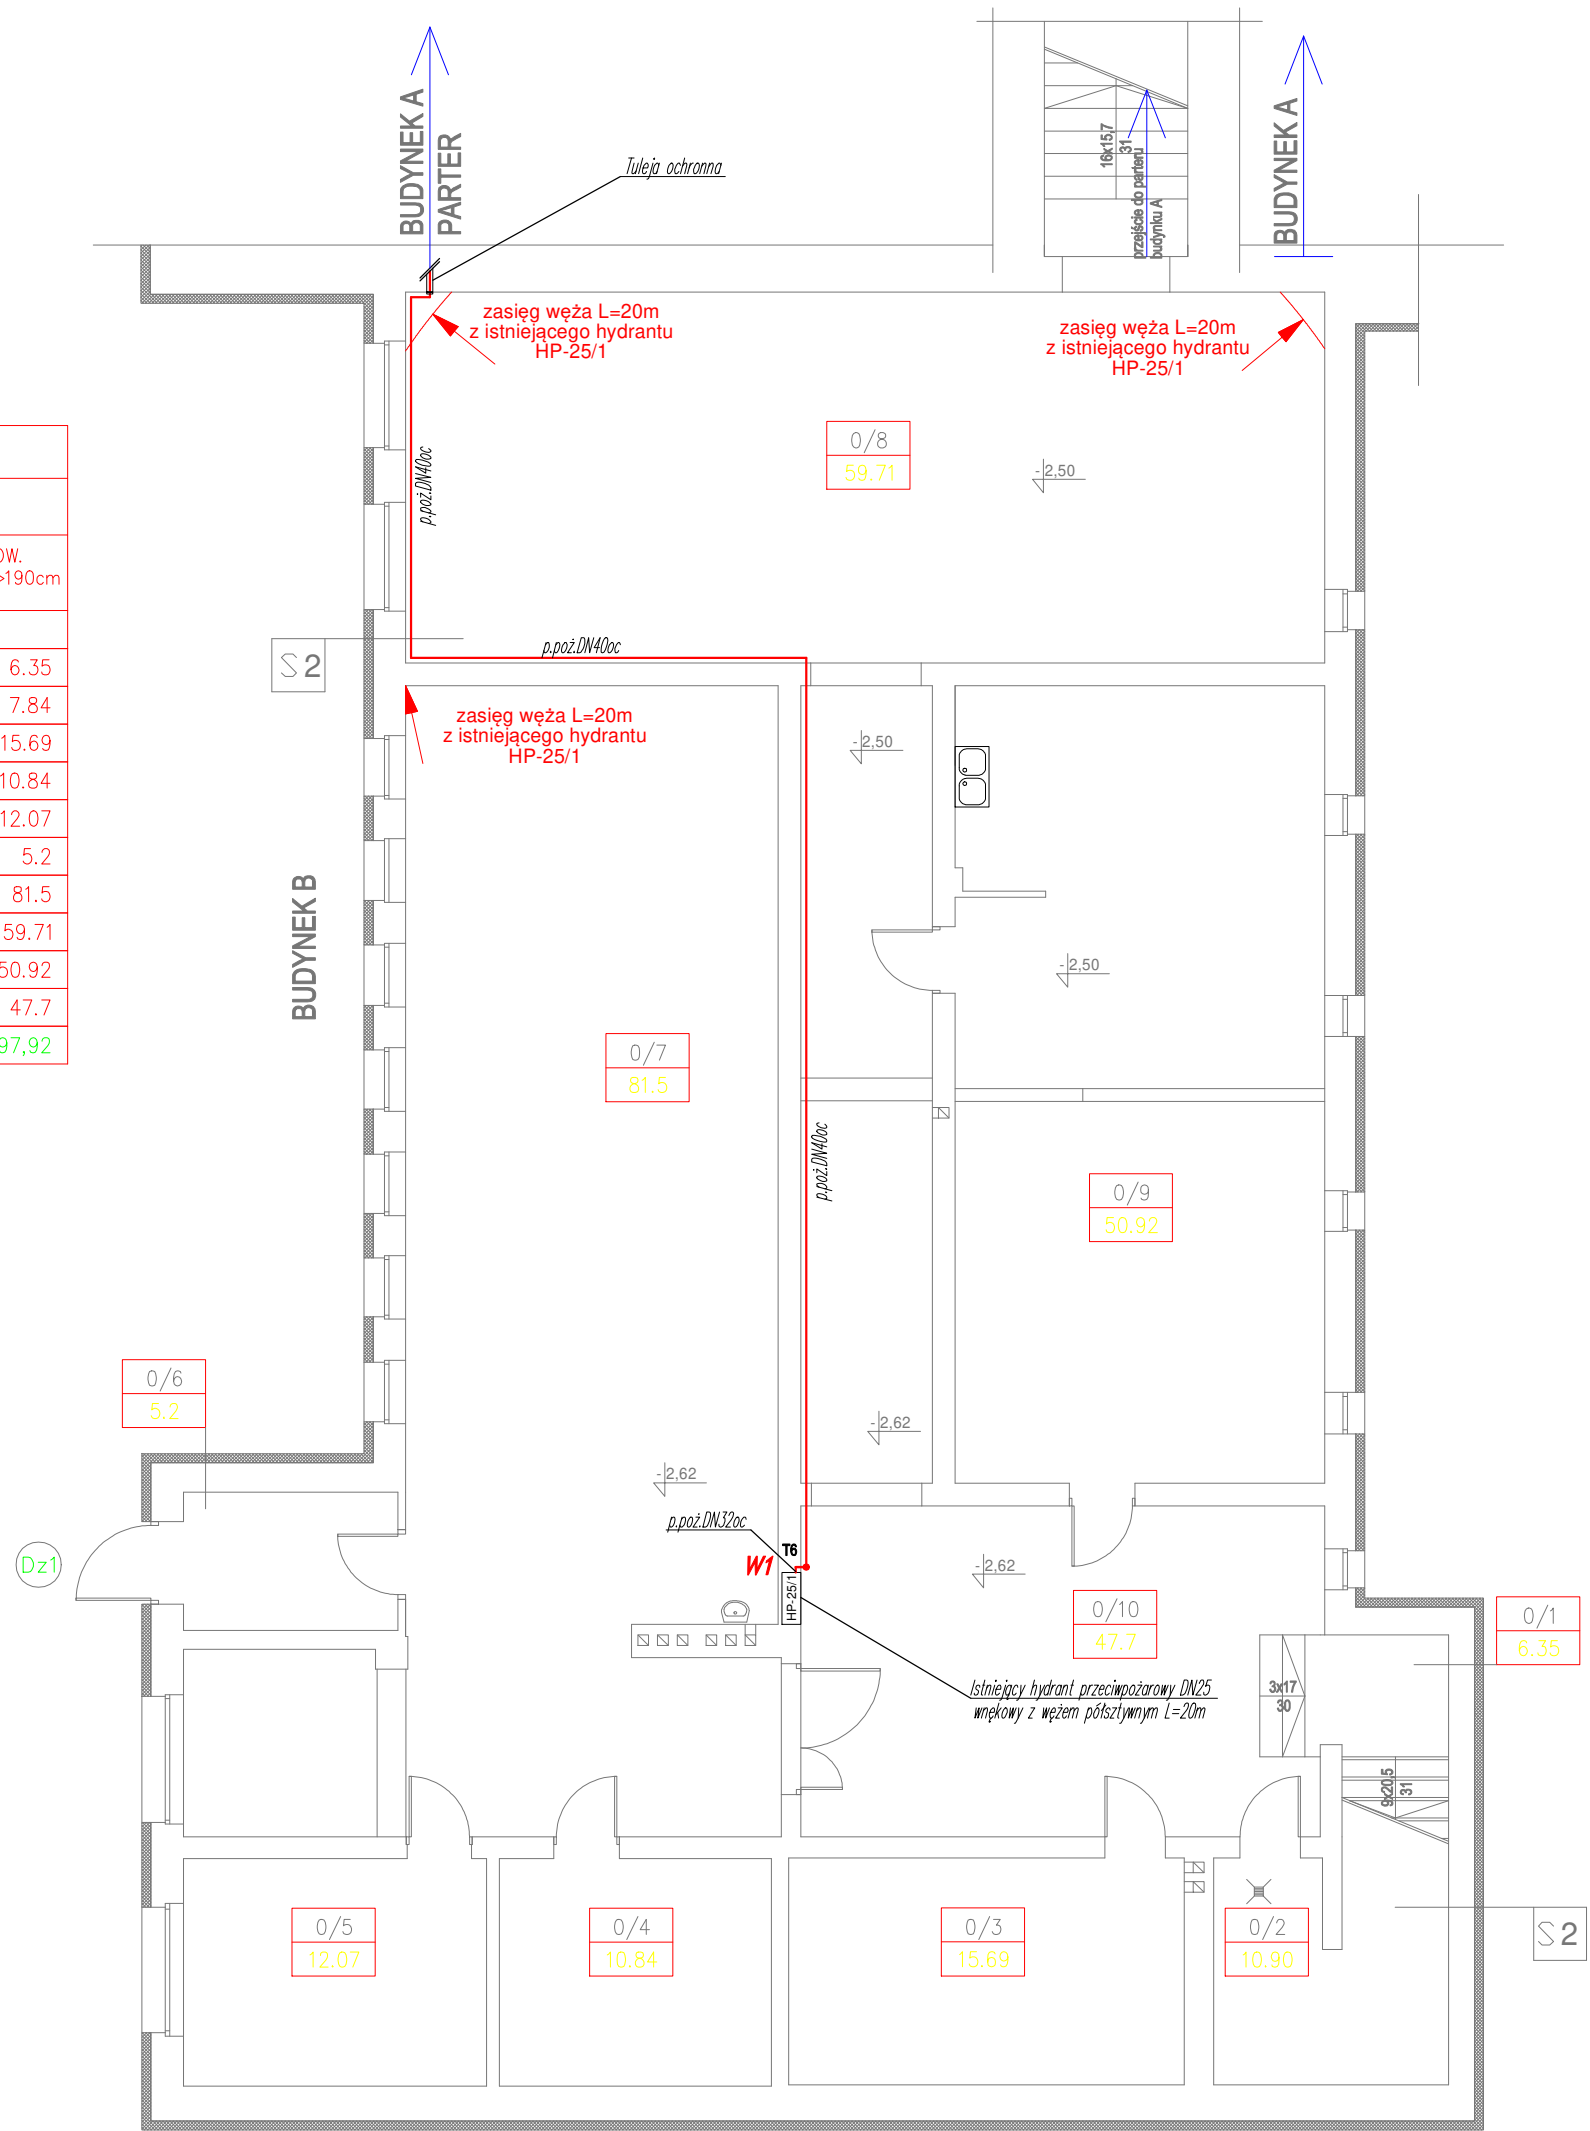 BUDYNEK A
PARTER
Tuleja ochronna
16x15,7
31
przejście do parteru
budynku A
BUDYNEK A
zasięg węża L=20m
z istniejącego hydrantu
HP-25/1
zasięg węża L=20m
z istniejącego hydrantu
HP-25/1
0/8
59.71
-2,50
p.poż.DN40oc
>190cm
6.35
7.84
15.69
10.84
12.07
5.2
81.5
59.71
50.92
47.7
97,92
S 2
p.poż.DN40oc
zasięg węża L=20m
z istniejącego hydrantu
HP-25/1
-2,50
BUDYNEK B
-2,50
0/7
81.5
p.poż.DN40oc
0/9
50.92
0/6
5.2
-2,62
-2,62
p.poż.DN32oc
T6
W1
HP-25/1
Dz1
-2,62
0/10
47.7
0/1
6.35
Istniejący hydrant przeciwpożarowy DN25
wnękowy z wężem półsztywnym L=20m
3x17
30
9x20,5
31
0/5
12.07
0/4
10.84
0/3
15.69
0/2
10.90
S 2